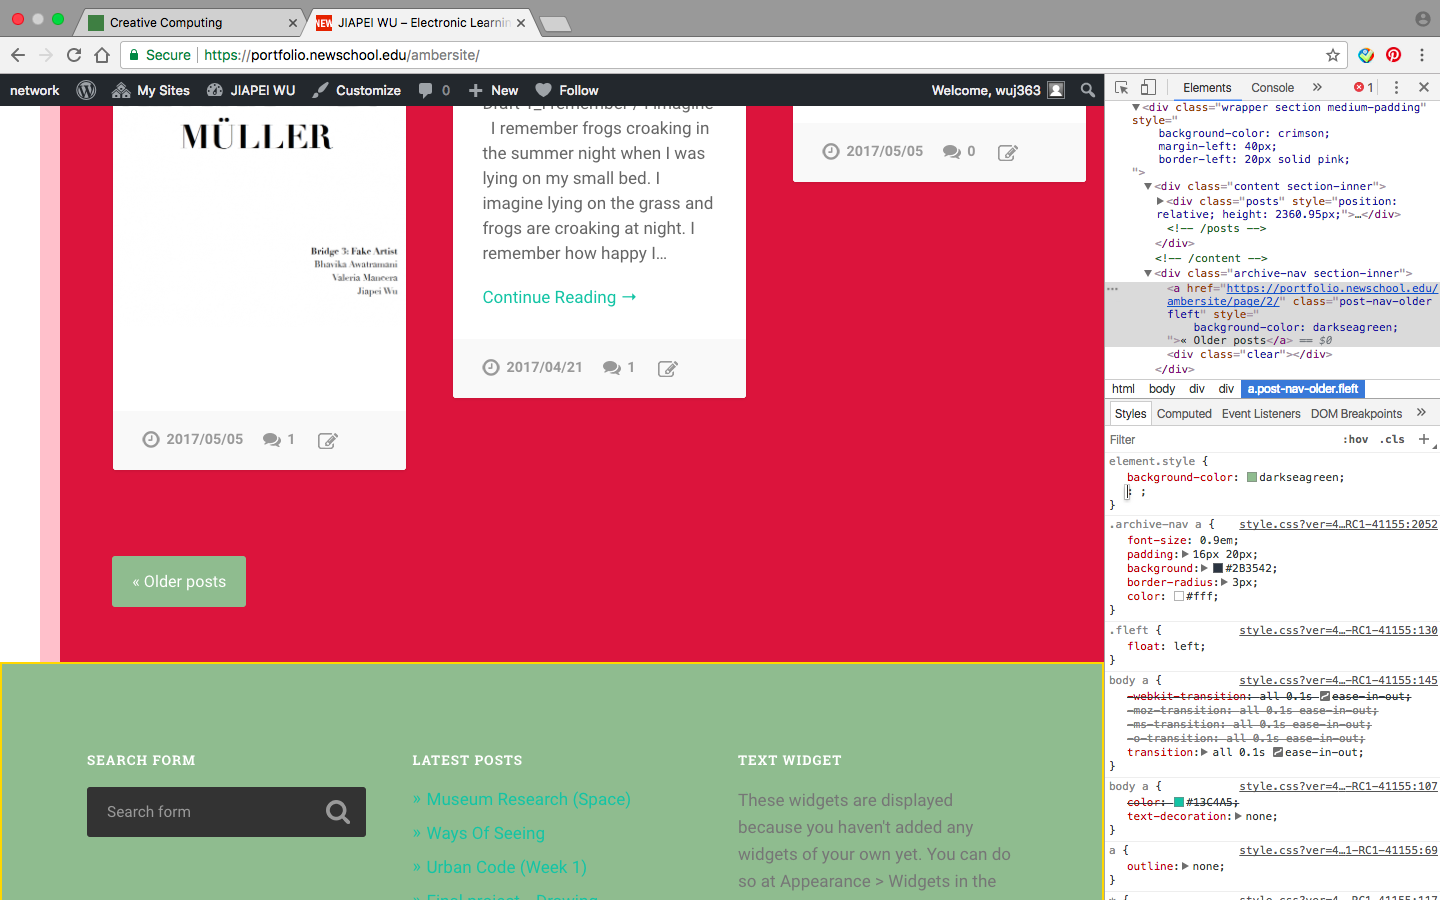 Creative Computing
NEW JIAPEI WU – Electronic Learnin
Secure https://portfolio.newschool.edu/ambersite/
network My Sites JIAPEI WU Customize 0 New Follow Welcome, wuj363
Elements Console » 1
MÜLLER
Bridge 3: Fake Artist
Bhavika Awatramani
Valeria Mancera
Jiapei Wu
2017/05/05 1
Draft 1_I remember / I imagine
I remember frogs croaking in
the summer night when I was
lying on my small bed. I
imagine lying on the grass and
frogs are croaking at night. I
remember how happy I...
Continue Reading →
2017/04/21 1
2017/05/05 0
« Older posts
SEARCH FORM
Search form
LATEST POSTS
» Museum Research (Space)
» Ways Of Seeing
» Urban Code (Week 1)
TEXT WIDGET
These widgets are displayed
because you haven't added any
widgets of your own yet. You can do
so at Appearance > Widgets in the
▼<div class="wrapper section medium-padding"
style="
background-color: crimson;
margin-left: 40px;
border-left: 20px solid pink;
">
▼<div class="content section-inner">
▶<div class="posts" style="position:
relative; height: 2360.95px;">…</div>
<!-- /posts -->
</div>
<!-- /content -->
▼<div class="archive-nav section-inner">
<a href="https://portfolio.newschool.edu/
ambersite/page/2/" class="post-nav-older
fleft" style="
background-color: darkseagreen;
">« Older posts</a> == $0
<div class="clear"></div>
</div>
html body div div a.post-nav-older.fleft
Styles Computed Event Listeners DOM Breakpoints »
Filter :hov .cls +
element.style {
background-color: darkseagreen;
: ;
}
.archive-nav a { style.css?ver=4…RC1-41155:2052
font-size: 0.9em;
padding:▶16px 20px;
background:▶#2B3542;
border-radius:▶3px;
color: #fff;
}
.fleft { style.css?ver=4…-RC1-41155:130
float: left;
}
body a { style.css?ver=4…-RC1-41155:145
-webkit-transition: all 0.1s ease-in-out;
-moz-transition: all 0.1s ease-in-out;
-ms-transition: all 0.1s ease-in-out;
-o-transition: all 0.1s ease-in-out;
transition:▶all 0.1s ease-in-out;
}
body a { style.css?ver=4…-RC1-41155:107
color: #13C4A5;
text-decoration:▶none;
}
a { style.css?ver=4…1-RC1-41155:69
outline:▶none;
}